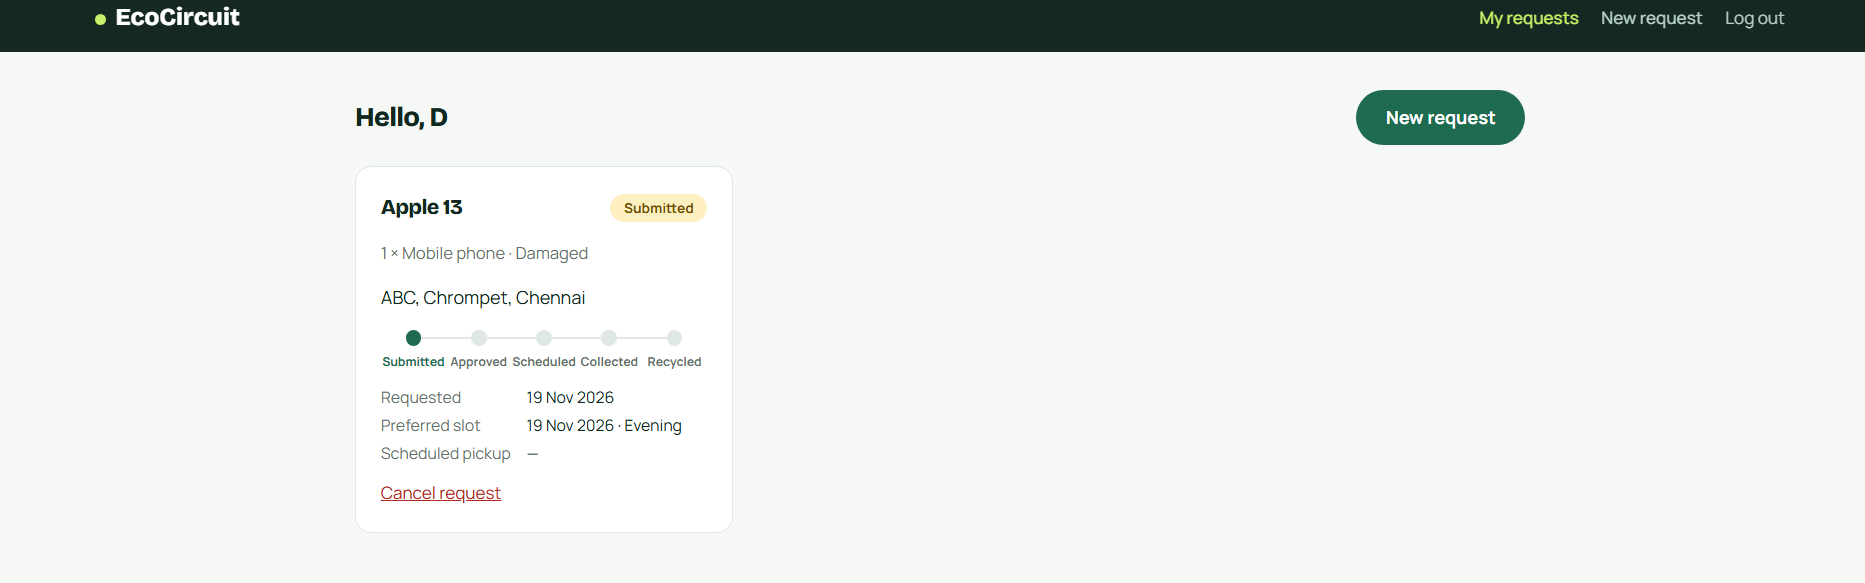 EcoCircuit
My requests New request Log out
Hello, D
New request
Apple 13
Submitted
1 × Mobile phone · Damaged
ABC, Chrompet, Chennai
Submitted Approved Scheduled Collected Recycled
Requested 19 Nov 2026
Preferred slot 19 Nov 2026 · Evening
Scheduled pickup —
Cancel request